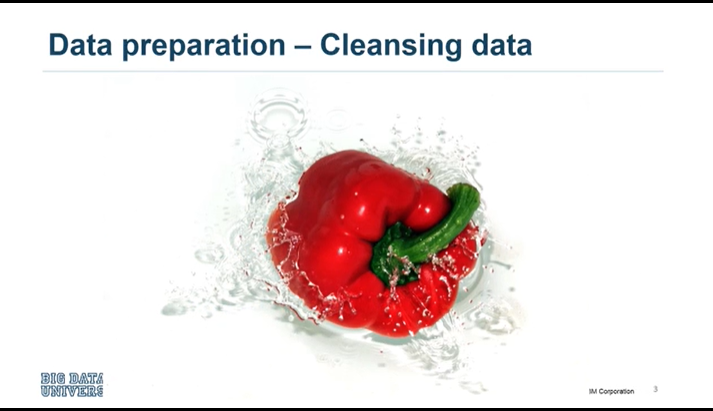 Data preparation – Cleansing data
BIG DATA
UNIVERS
IM Corporation 3